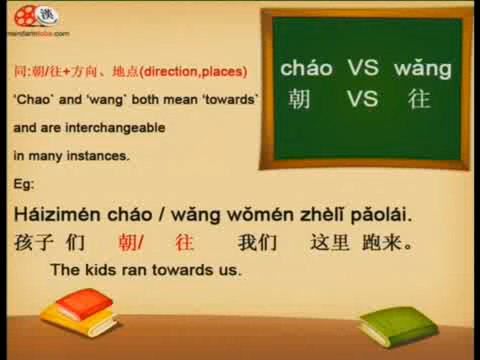 漢
mandarintube.com
cháo VS wǎng
朝 VS 往
同:朝/往+方向、地点(direction,places)
‘Chao` and ‘wang` both mean ‘towards`
and are interchangeable
in many instances.
Eg:
Háizimén cháo / wǎng wǒmén zhèlǐ pǎolái.
孩子 们 朝/ 往 我们 这里 跑来。
The kids ran towards us.